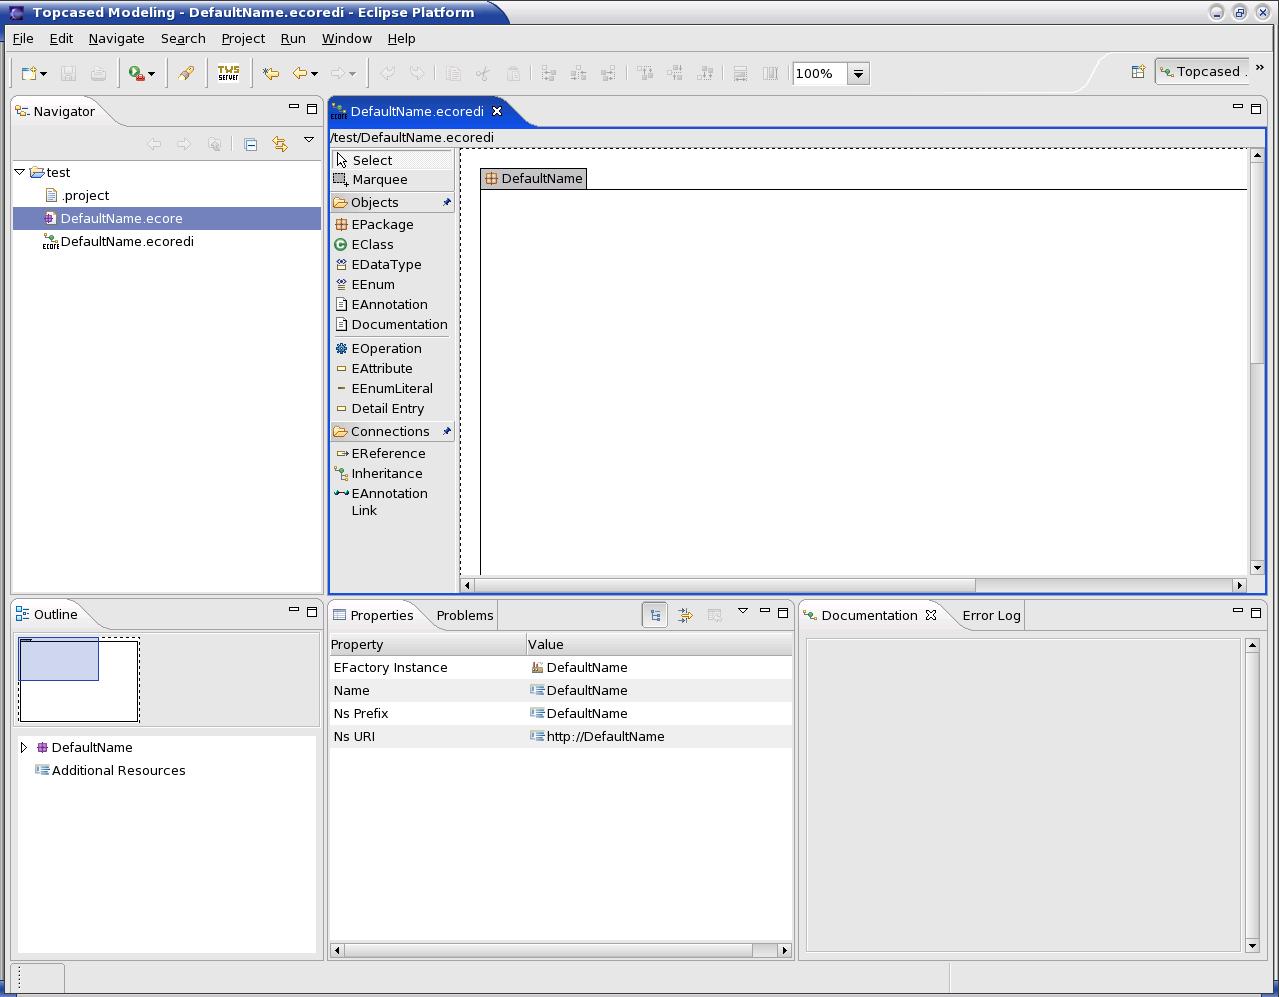 Topcased Modeling - DefaultName.ecoredi - Eclipse Platform
File Edit Navigate Search Project Run Window Help
TWS SERVER
100%
Topcased .
Navigator
test
.project
DefaultName.ecore
DefaultName.ecoredi
DefaultName.ecoredi
/test/DefaultName.ecoredi
Select
Marquee
Objects
EPackage
EClass
EDataType
EEnum
EAnnotation
Documentation
EOperation
EAttribute
EEnumLiteral
Detail Entry
Connections
EReference
Inheritance
EAnnotation
Link
DefaultName
Outline
DefaultName
Additional Resources
Properties Problems
Property Value
EFactory Instance DefaultName
Name DefaultName
Ns Prefix DefaultName
Ns URI http://DefaultName
Documentation Error Log